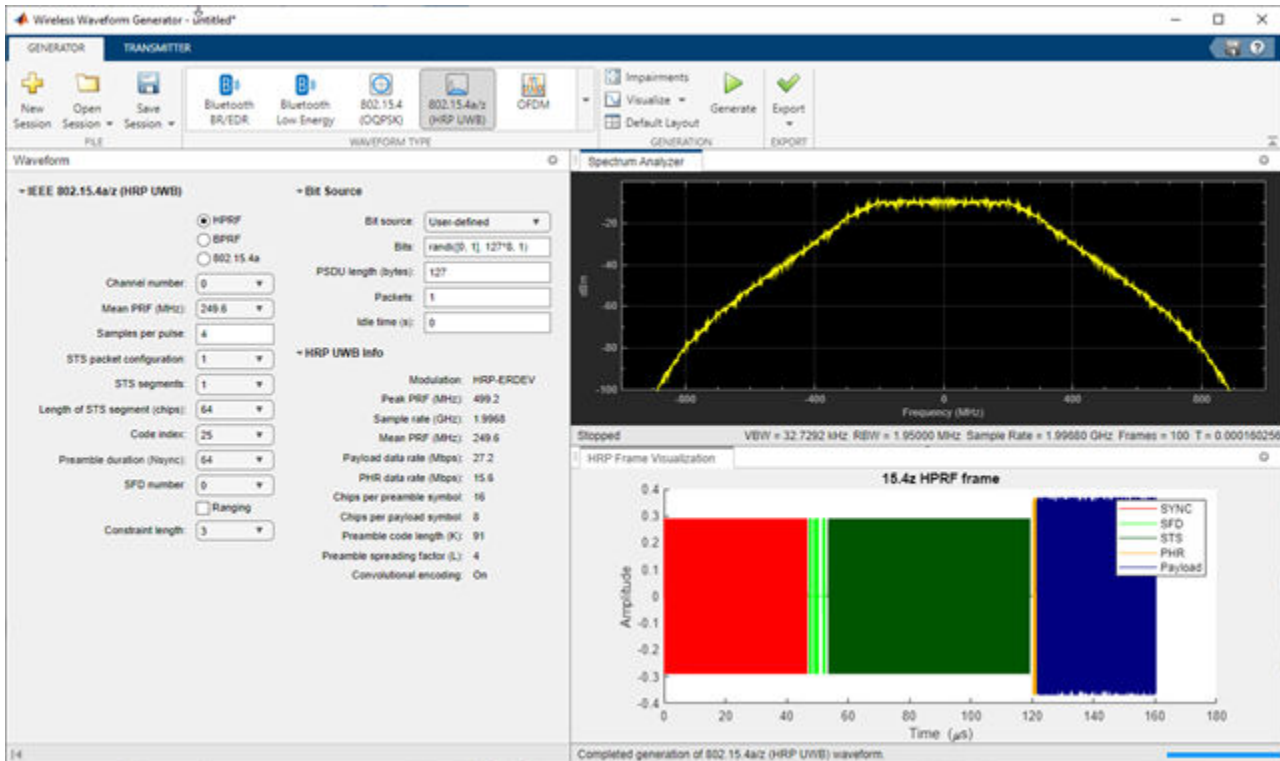 Wireless Waveform Generator - untitled*
GENERATOR TRANSMITTER
New Session
Open Session
Save Session
FILE
Bluetooth BR/EDR
Bluetooth Low Energy
802.15.4 (OQPSK)
802.15.4a/z (HRP UWB)
OFDM
WAVEFORM TYPE
Impairments
Visualize
Default Layout
Generate
GENERATION
Export
EXPORT
Waveform
IEEE 802.15.4a/z (HRP UWB)
HPRF
BPRF
802.15.4a
Channel number: 0
Mean PRF (MHz): 249.6
Samples per pulse: 4
STS packet configuration: 1
STS segments: 1
Length of STS segment (chips): 64
Code index: 25
Preamble duration (Nsync): 64
SFD number: 0
Ranging
Constraint length: 3
Bit Source
Bit source: User-defined
Bits: randi([0, 1], 127*8, 1)
PSDU length (bytes): 127
Packets: 1
Idle time (s): 0
HRP UWB Info
Modulation: HRP-ERDEV
Peak PRF (MHz): 499.2
Sample rate (GHz): 1.9968
Mean PRF (MHz): 249.6
Payload data rate (Mbps): 27.2
PHR data rate (Mbps): 15.6
Chips per preamble symbol: 16
Chips per payload symbol: 8
Preamble code length (K): 91
Preamble spreading factor (L): 4
Convolutional encoding: On
Spectrum Analyzer
-20
-40
-60
-80
-100
dBm
-800 -400 0 400 800
Frequency (MHz)
Stopped VBW = 32.7292 kHz RBW = 1.95000 MHz Sample Rate = 1.99680 GHz Frames = 100 T = 0.000160256
HRP Frame Visualization
15.4z HPRF frame
0.4
0.3
0.2
0.1
0
-0.1
-0.2
-0.3
-0.4
Amplitude
SYNC
SFD
STS
PHR
Payload
0 20 40 60 80 100 120 140 160 180
Time (μs)
Completed generation of 802.15.4a/z (HRP UWB) waveform.